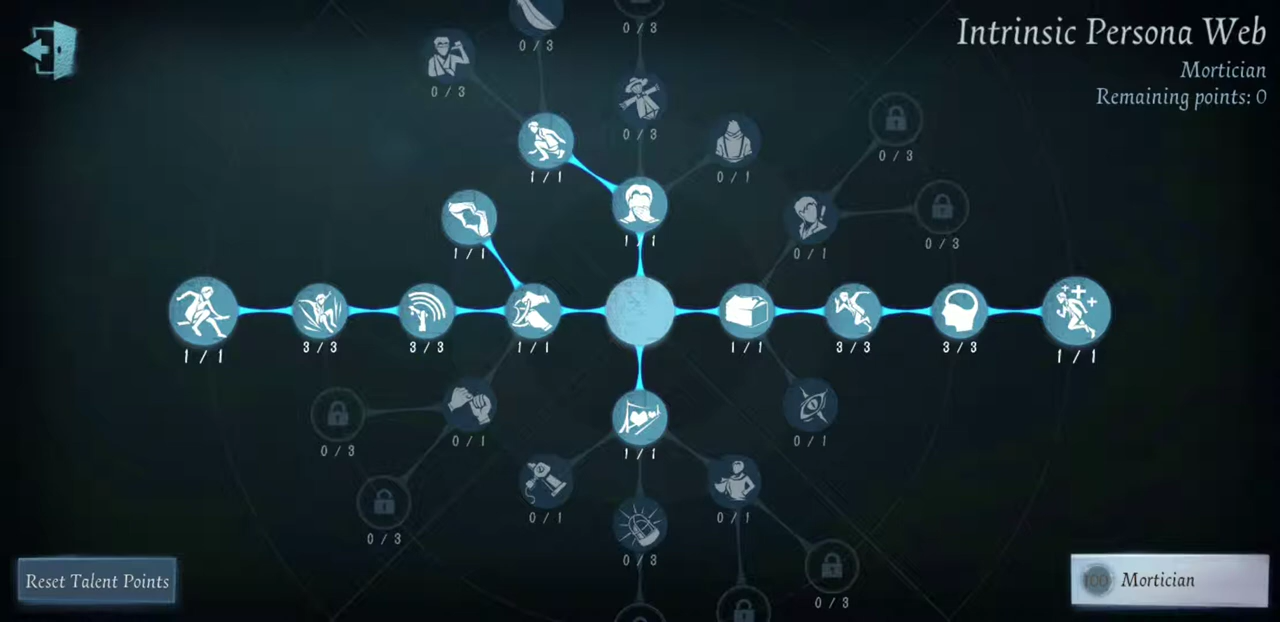 Intrinsic Persona Web
Mortician
Remaining points: 0
0 / 3
0 / 3
0 / 3
0 / 3
1 / 1
0 / 1
0 / 3
1 / 1
1 / 1
0 / 1
0 / 3
1 / 1
3 / 3
3 / 3
1 / 1
1 / 1
3 / 3
3 / 3
1 / 1
0 / 3
0 / 1
1 / 1
0 / 1
0 / 3
0 / 1
0 / 3
0 / 1
0 / 3
Reset Talent Points
100 Mortician